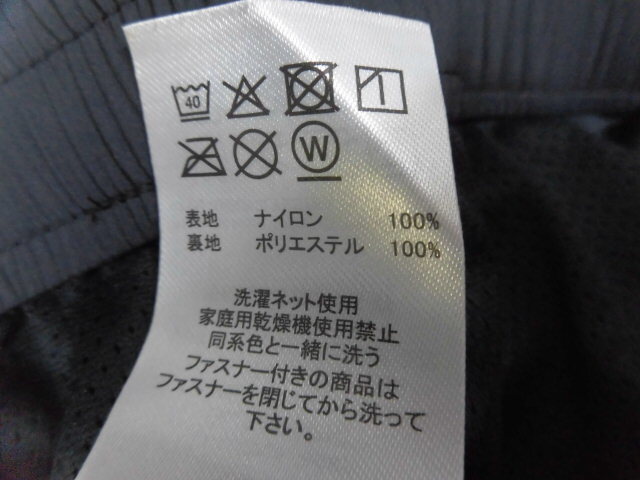 40
W
表地 ナイロン 100%
裏地 ポリエステル 100%
洗濯ネット使用
家庭用乾燥機使用禁止
同系色と一緒に洗う
ファスナー付きの商品は
ファスナーを閉じてから洗って
下さい。